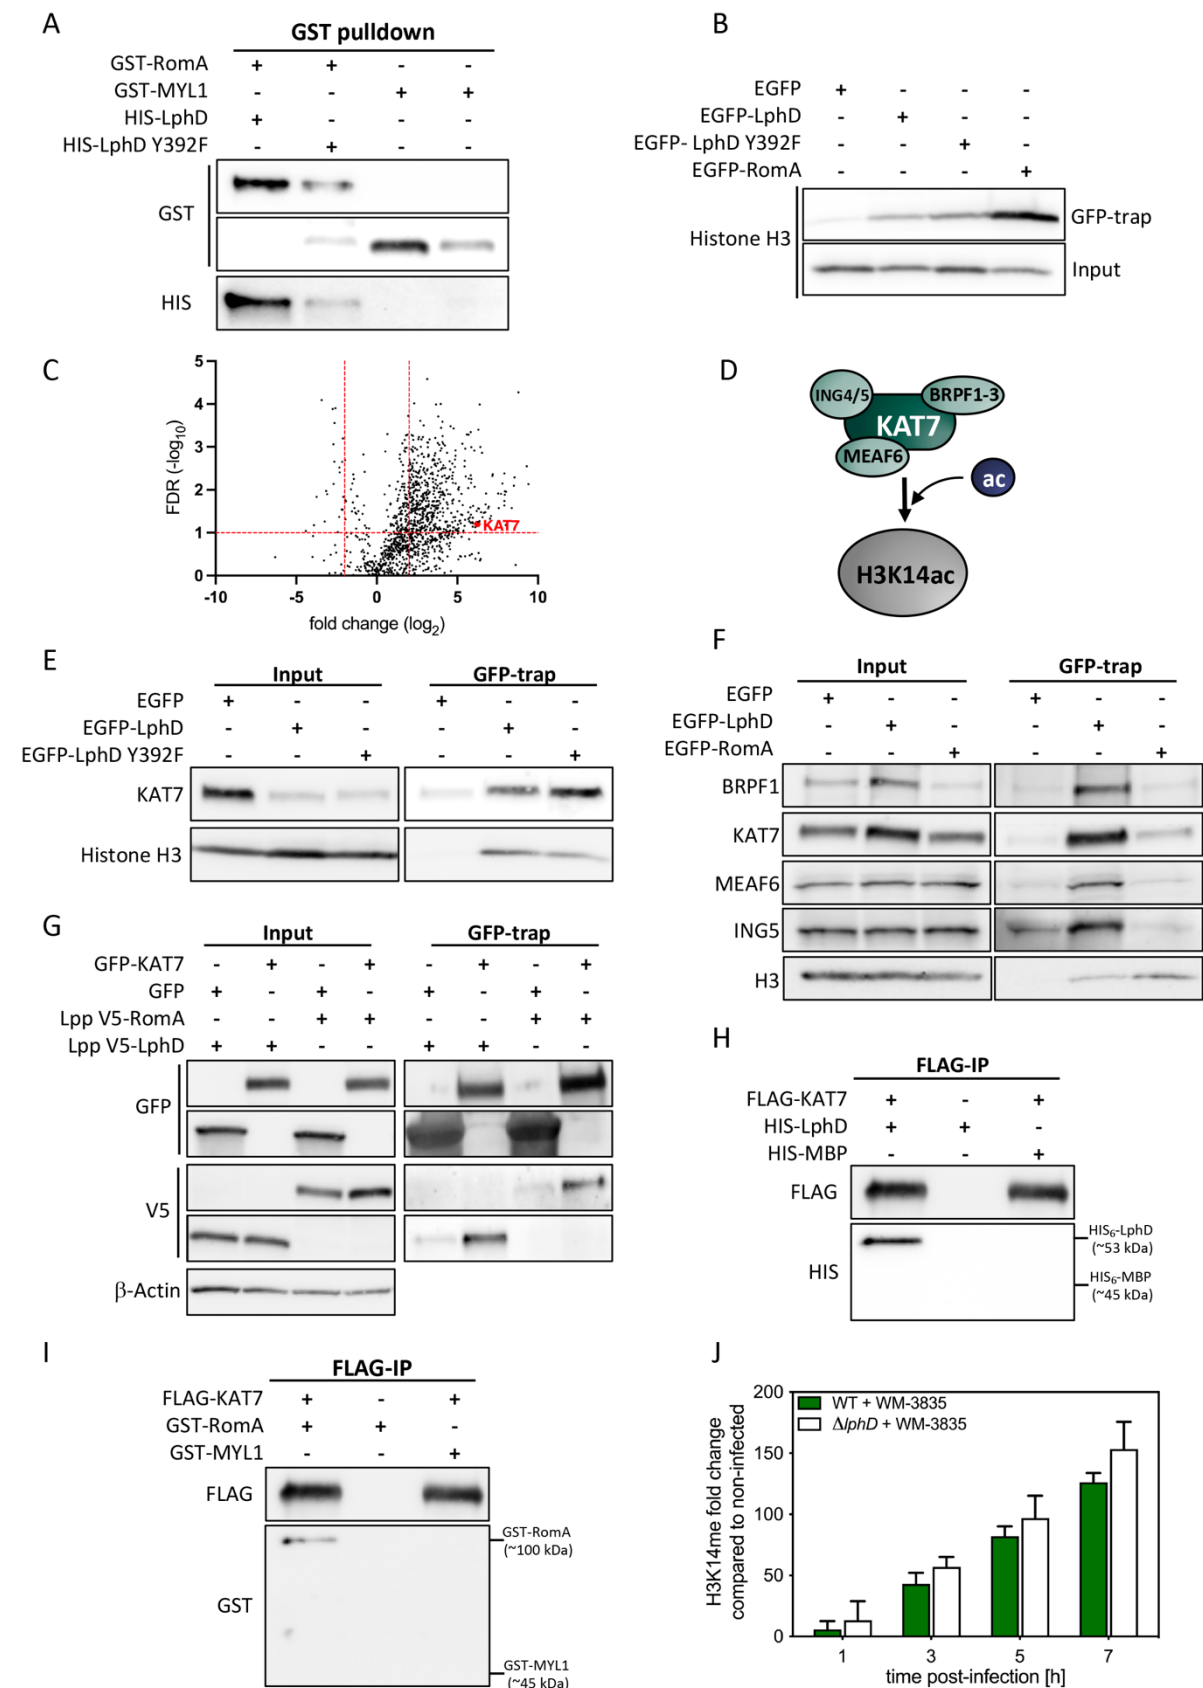 A
GST pulldown
GST-RomA + + - -
GST-MYL1 - - + +
HIS-LphD + - + -
HIS-LphD Y392F - + - +
GST
HIS
B
EGFP + - - -
EGFP-LphD - + - -
EGFP- LphD Y392F - - + -
EGFP-RomA - - - +
Histone H3
GFP-trap
Input
C
FDR (-log10)
5
4
3
2
1
0
KAT7
-10 -5 0 5 10
fold change (log2)
D
ING4/5
BRPF1-3
KAT7
MEAF6
ac
H3K14ac
E
Input GFP-trap
EGFP + - - + - -
EGFP-LphD - + - - + -
EGFP-LphD Y392F - - + - - +
KAT7
Histone H3
F
Input GFP-trap
EGFP + - - + - -
EGFP-LphD - + - - + -
EGFP-RomA - - + - - +
BRPF1
KAT7
MEAF6
ING5
H3
G
Input GFP-trap
GFP-KAT7 - + - + - + - +
GFP + - + - + - + -
Lpp V5-RomA - - + + - - + +
Lpp V5-LphD + + - - + + - -
GFP
V5
β-Actin
H
FLAG-IP
FLAG-KAT7 + - +
HIS-LphD + + -
HIS-MBP - - +
FLAG
HIS
HIS6-LphD
(~53 kDa)
HIS6-MBP
(~45 kDa)
I
FLAG-IP
FLAG-KAT7 + - +
GST-RomA + + -
GST-MYL1 - - +
FLAG
GST
GST-RomA
(~100 kDa)
GST-MYL1
(~45 kDa)
J
H3K14me fold change
compared to non-infected
200
150
100
50
0
WT + WM-3835
ΔlphD + WM-3835
1 3 5 7
time post-infection [h]